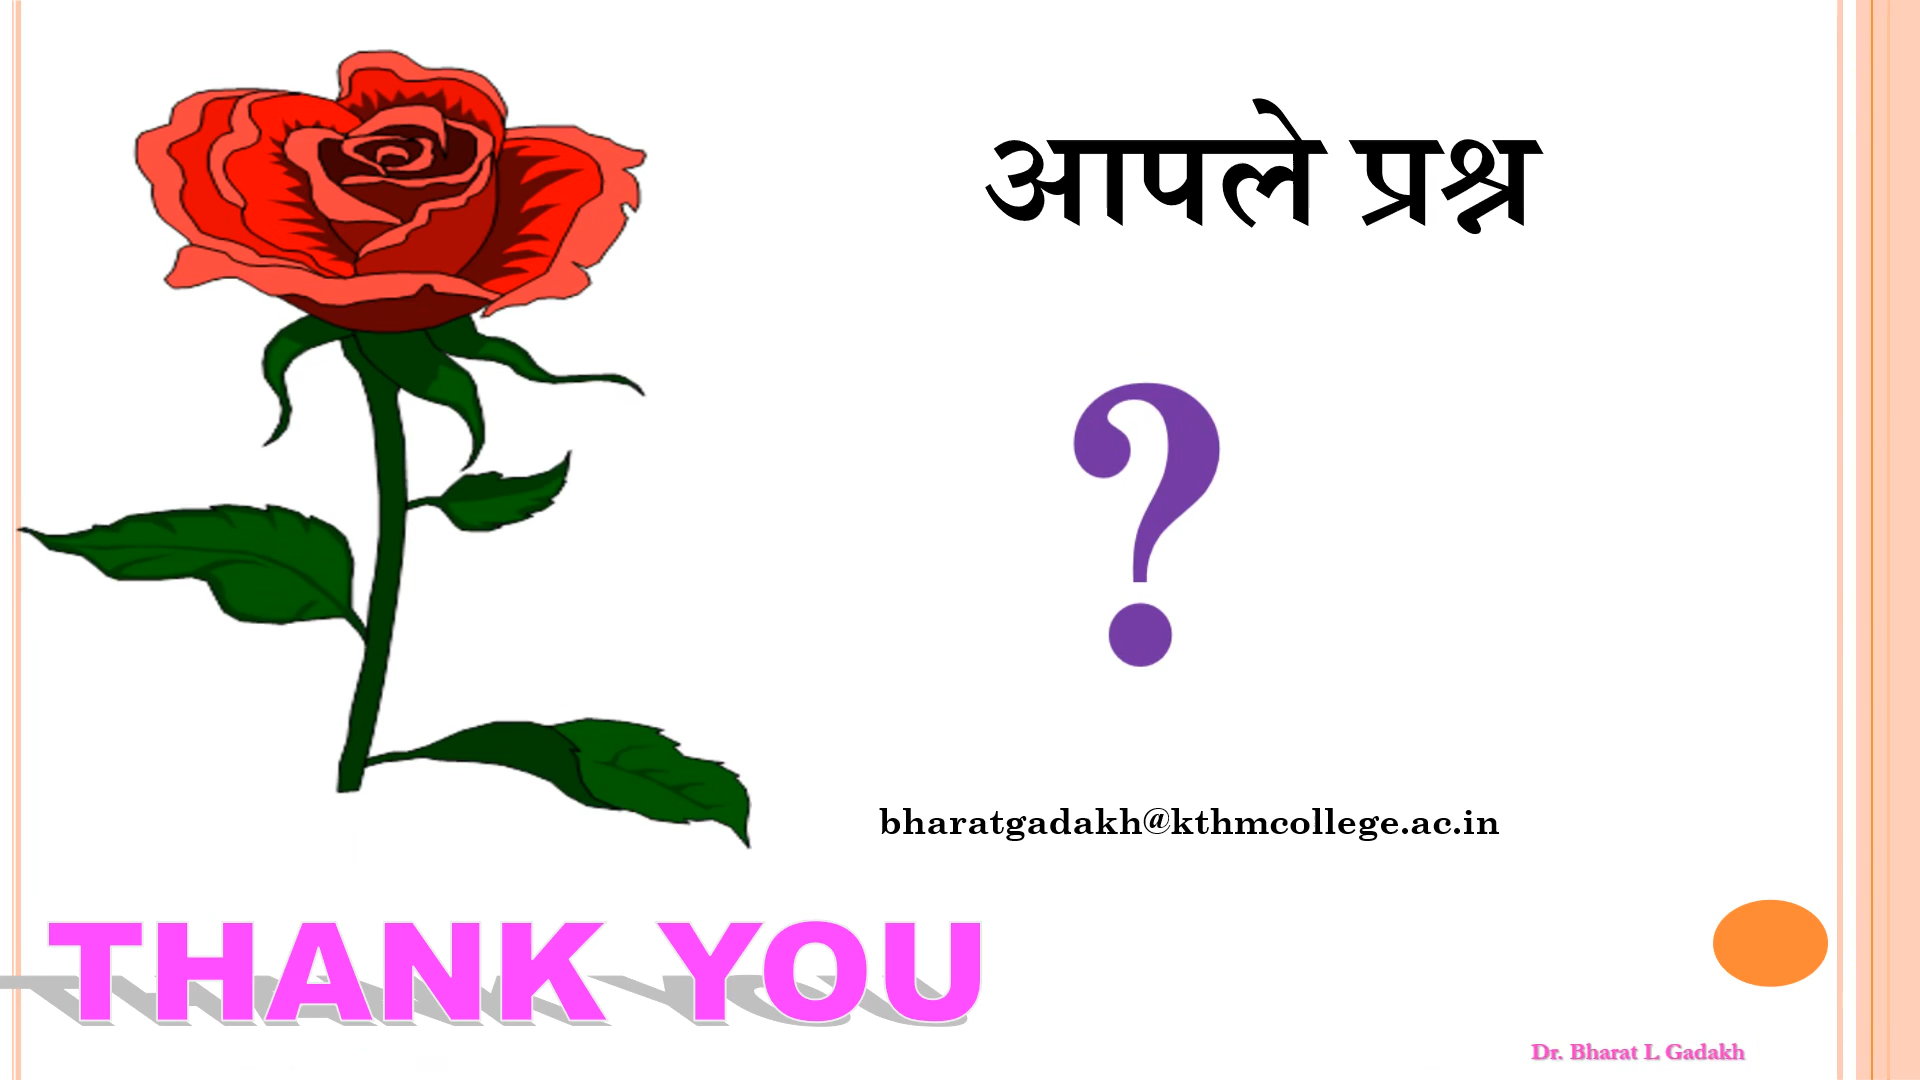 आपले प्रश्न
?
bharatgadakh@kthmcollege.ac.in
THANK YOU
Dr. Bharat L Gadakh